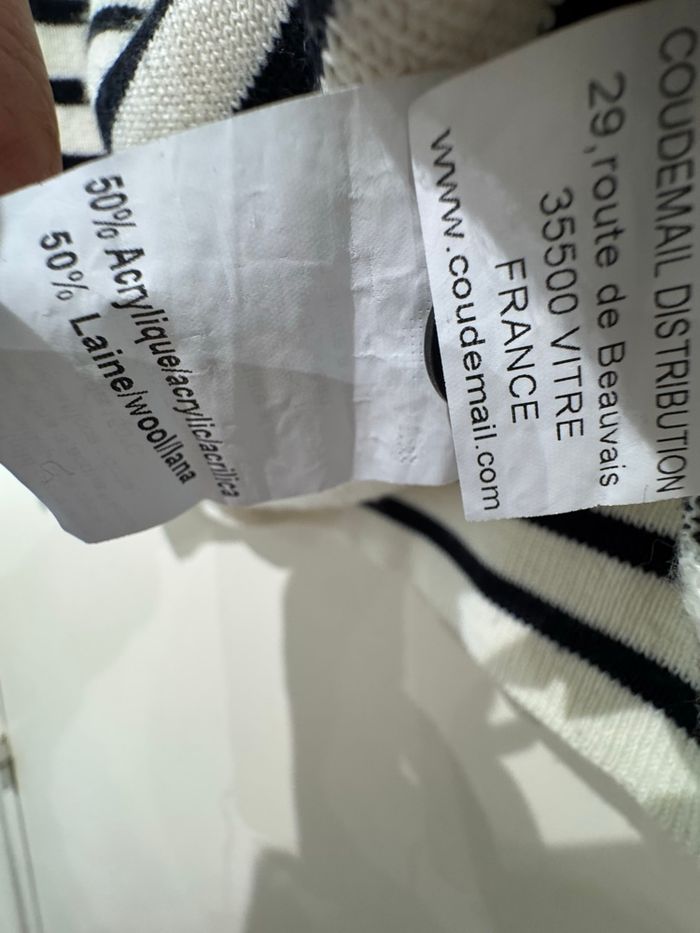 COUDEMAIL DISTRIBUTION
29,route de Beauvais
35500 VITRE
FRANCE
www.coudemail.com
50% Acrylique/acrylic/acrilica
50% Laine/wool/lana